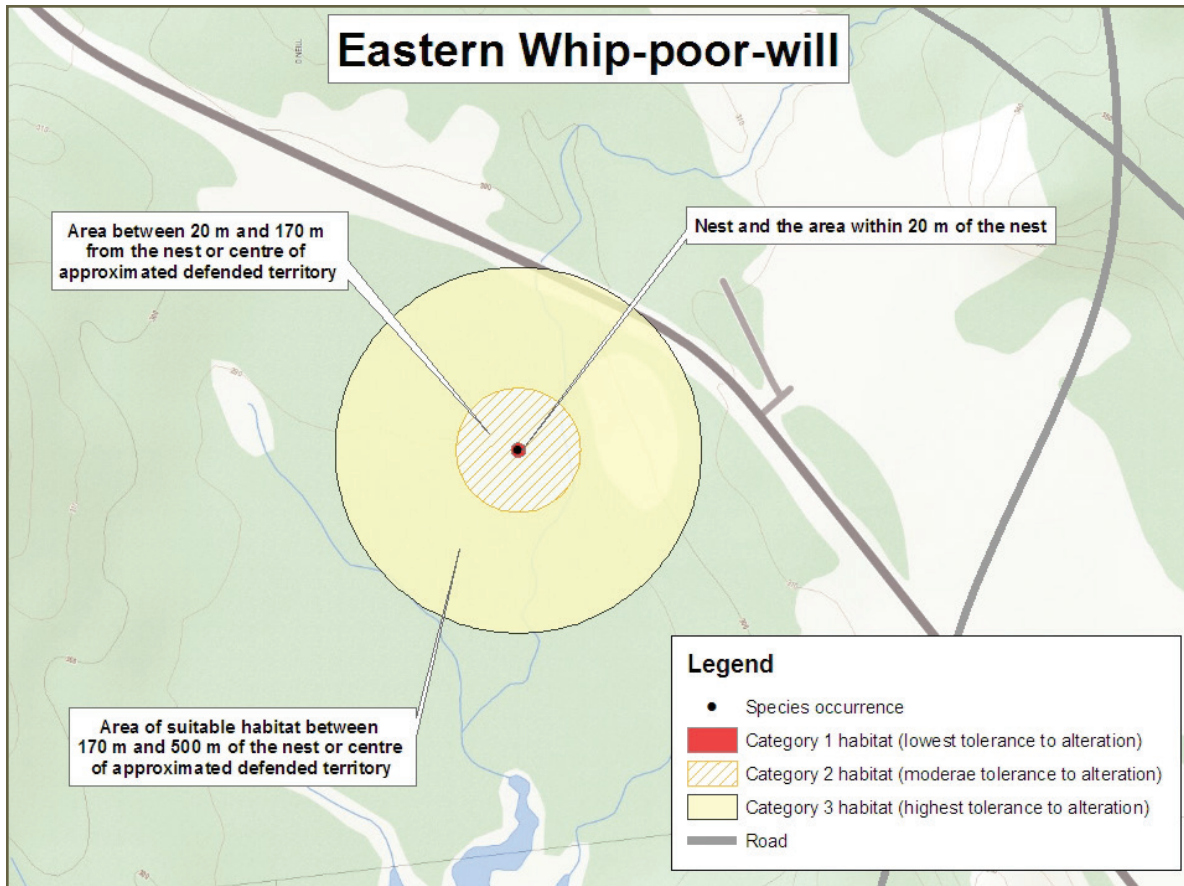 Eastern Whip-poor-will
O'NEILL
Area between 20 m and 170 m
from the nest or centre of
approximated defended territory
Nest and the area within 20 m of the nest
Area of suitable habitat between
170 m and 500 m of the nest or centre
of approximated defended territory
Legend
Species occurrence
Category 1 habitat (lowest tolerance to alteration)
Category 2 habitat (moderae tolerance to alteration)
Category 3 habitat (highest tolerance to alteration)
Road
310